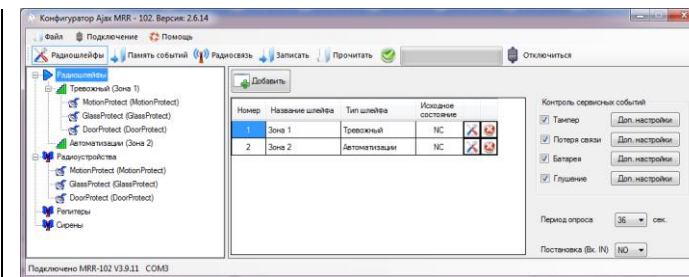 Конфигуратор Ajax MRR - 102. Версия: 2.6.14
Файл Подключение Помощь
Радиошлейфы Память событий Радиосвязь Записать Прочитать Отключиться
Радиошлейфы
Тревожный (Зона 1)
MotionProtect (MotionProtect)
GlassProtect (GlassProtect)
DoorProtect (DoorProtect)
Автоматизации (Зона 2)
Радиоустройства
MotionProtect (MotionProtect)
GlassProtect (GlassProtect)
DoorProtect (DoorProtect)
Репитеры
Сирены
Добавить
Номер Название шлейфа Тип шлейфа Исходное состояние
1 Зона 1 Тревожный NC
2 Зона 2 Автоматизации NC
Контроль сервисных событий
Тампер Доп. настройки
Потеря связи Доп. настройки
Батарея Доп. настройки
Глушение Доп. настройки
Период опроса 36 сек.
Постановка (Вх. IN) NO
Подключено MRR-102 V3.9.11 COM3